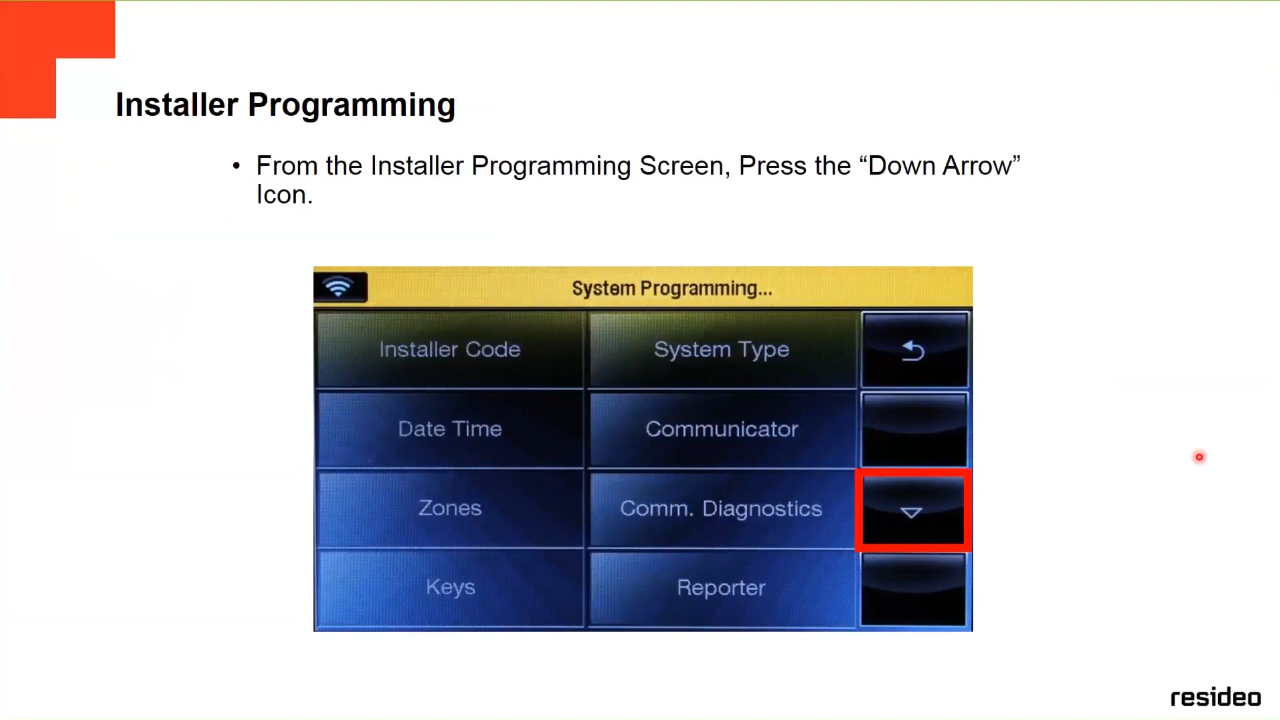 Installer Programming
• From the Installer Programming Screen, Press the “Down Arrow”
Icon.
System Programming...
Installer Code
System Type
Date Time
Communicator
Zones
Comm. Diagnostics
Keys
Reporter
resideo